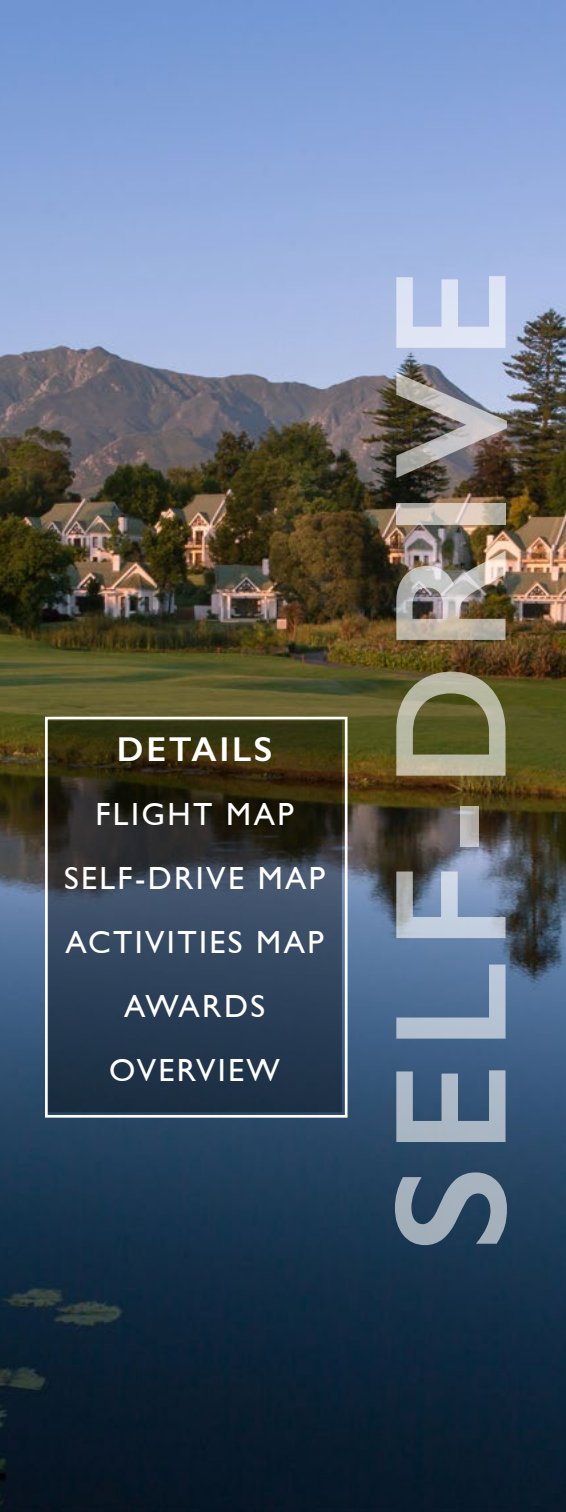 DETAILS
FLIGHT MAP
SELF-DRIVE MAP
ACTIVITIES MAP
AWARDS
OVERVIEW
SELF-DRIVE